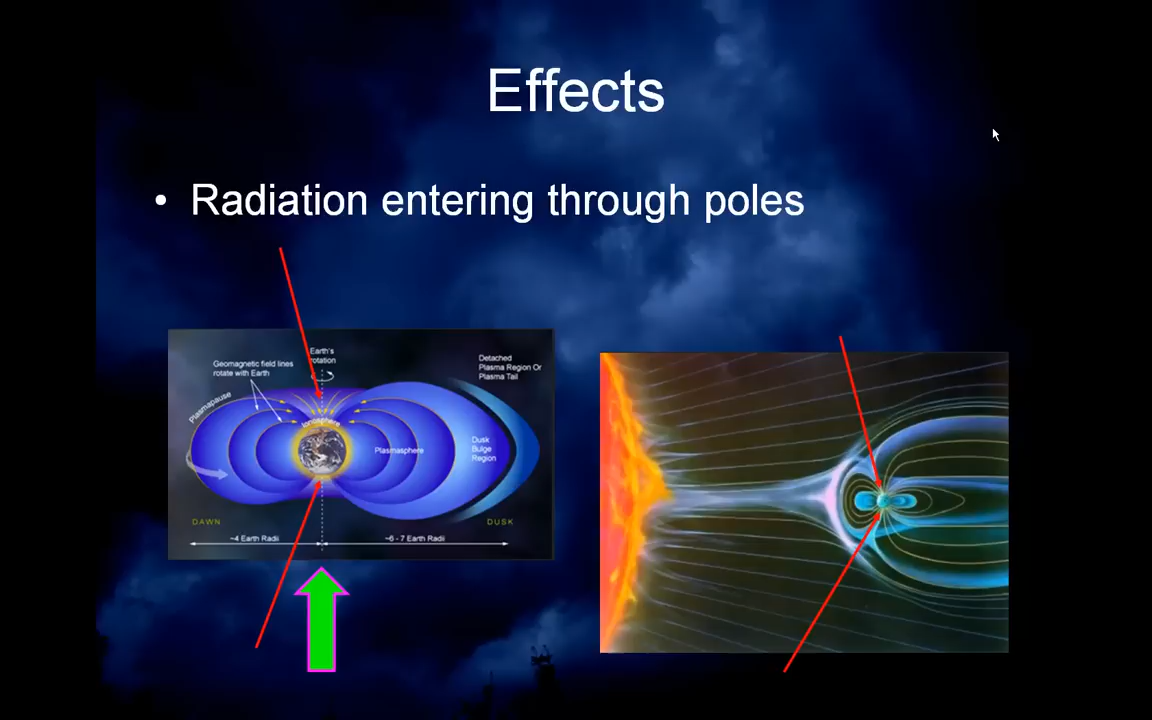 Effects
• Radiation entering through poles
Earth's
rotation
Geomagnetic field lines
rotate with Earth
Detached
Plasma Region Or
Plasma Tail
Plasmapause
Ionosphere
Plasmasphere
Dusk
Bulge
Region
DAWN
DUSK
~4 Earth Radii
~6 - 7 Earth Radii